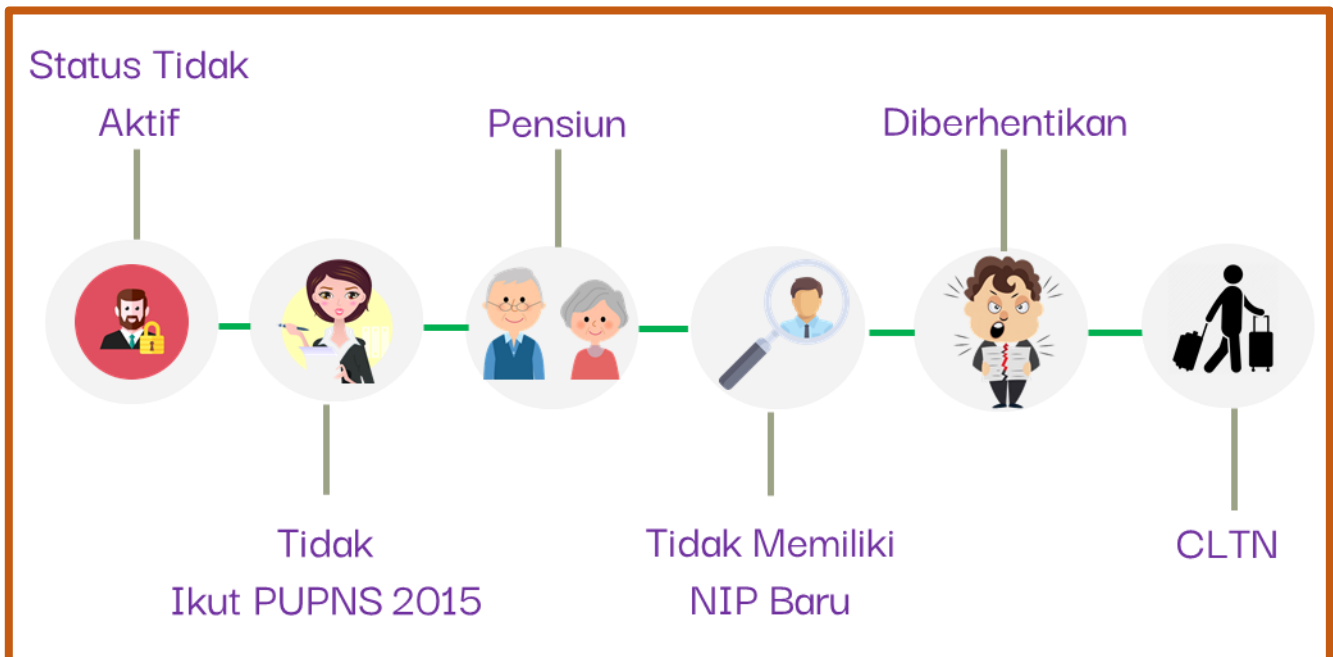 Status Tidak
Aktif
Tidak
Ikut PUPNS 2015
Pensiun
Tidak Memiliki
NIP Baru
Diberhentikan
CLTN